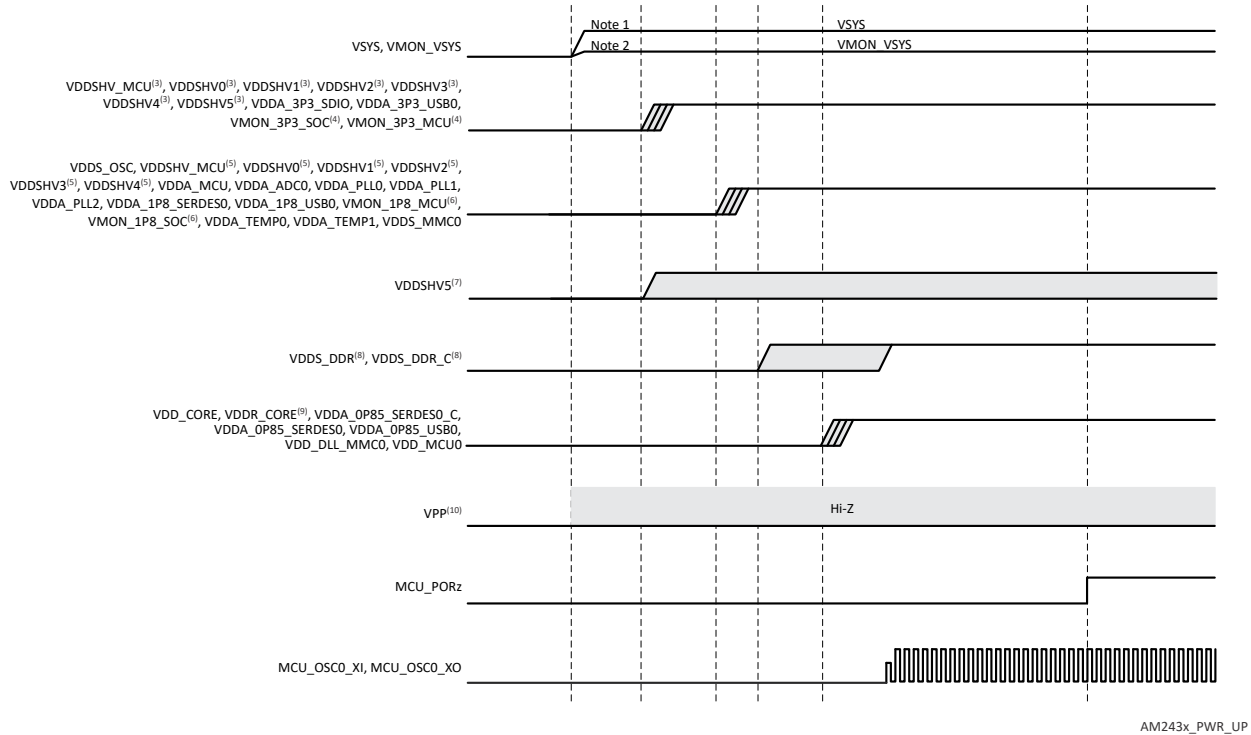 Note 1
VSYS
VSYS, VMON_VSYS
Note 2
VMON_VSYS
VDDSHV_MCU(3), VDDSHV0(3), VDDSHV1(3), VDDSHV2(3), VDDSHV3(3),
VDDSHV4(3), VDDSHV5(3), VDDA_3P3_SDIO, VDDA_3P3_USB0,
VMON_3P3_SOC(4), VMON_3P3_MCU(4)
VDDS_OSC, VDDSHV_MCU(5), VDDSHV0(5), VDDSHV1(5), VDDSHV2(5),
VDDSHV3(5), VDDSHV4(5), VDDA_MCU, VDDA_ADC0, VDDA_PLL0, VDDA_PLL1,
VDDA_PLL2, VDDA_1P8_SERDES0, VDDA_1P8_USB0, VMON_1P8_MCU(6),
VMON_1P8_SOC(6), VDDA_TEMP0, VDDA_TEMP1, VDDS_MMC0
VDDSHV5(7)
VDDS_DDR(8), VDDS_DDR_C(8)
VDD_CORE, VDDR_CORE(9), VDDA_0P85_SERDES0_C,
VDDA_0P85_SERDES0, VDDA_0P85_USB0,
VDD_DLL_MMC0, VDD_MCU0
VPP(10)
Hi-Z
MCU_PORz
MCU_OSC0_XI, MCU_OSC0_XO
AM243x_PWR_UP